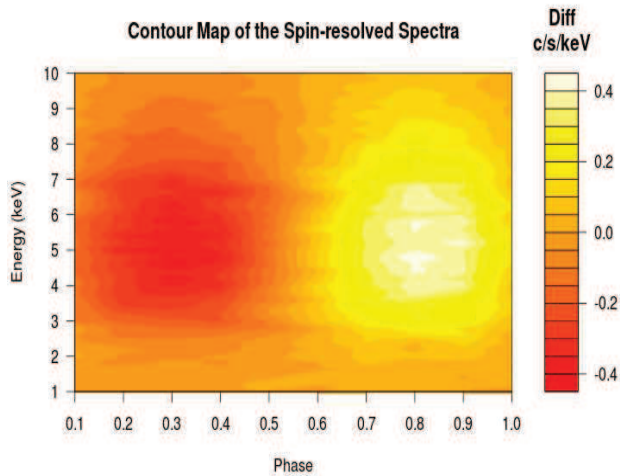 Contour Map of the Spin-resolved Spectra
Diff
c/s/keV
Energy (keV)
10
9
8
7
6
5
4
3
2
1
0.1 0.2 0.3 0.4 0.5 0.6 0.7 0.8 0.9 1.0
Phase
0.4
0.2
0.0
-0.2
-0.4